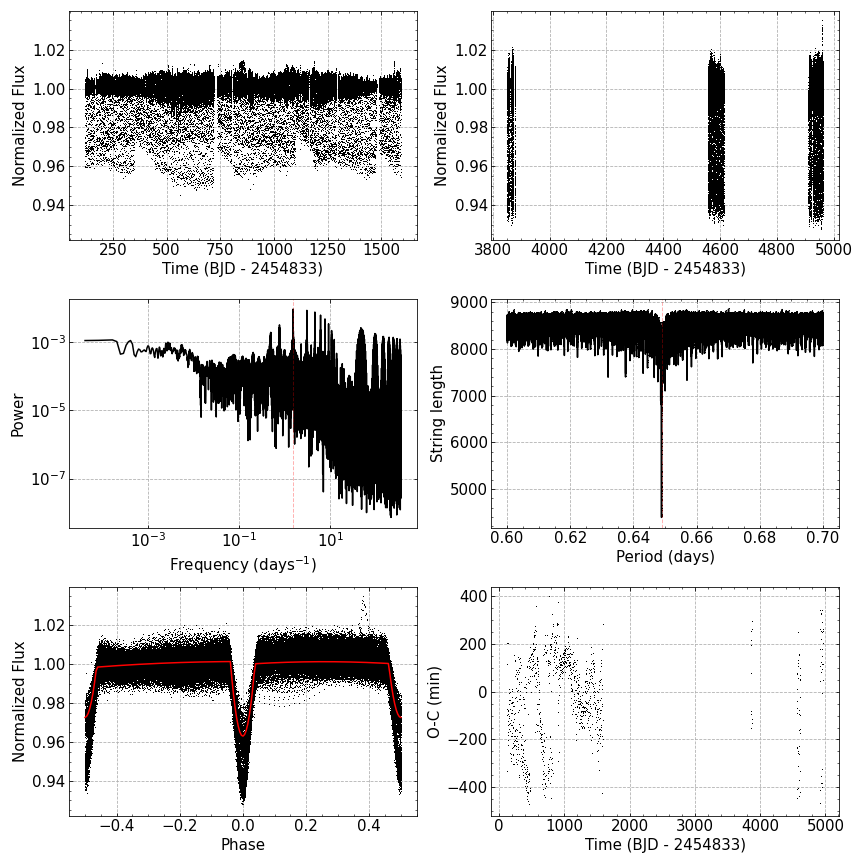 1.02
1.00
0.98
0.96
0.94
Normalized Flux
250 500 750 1000 1250 1500
Time (BJD - 2454833)
1.02
1.00
0.98
0.96
0.94
Normalized Flux
3800 4000 4200 4400 4600 4800 5000
Time (BJD - 2454833)
10⁻³
10⁻⁵
10⁻⁷
Power
10⁻³ 10⁻¹ 10¹
Frequency (days⁻¹)
9000
8000
7000
6000
5000
String length
0.60 0.62 0.64 0.66 0.68 0.70
Period (days)
1.02
1.00
0.98
0.96
0.94
Normalized Flux
−0.4 −0.2 0.0 0.2 0.4
Phase
400
200
0
−200
−400
O-C (min)
0 1000 2000 3000 4000 5000
Time (BJD - 2454833)